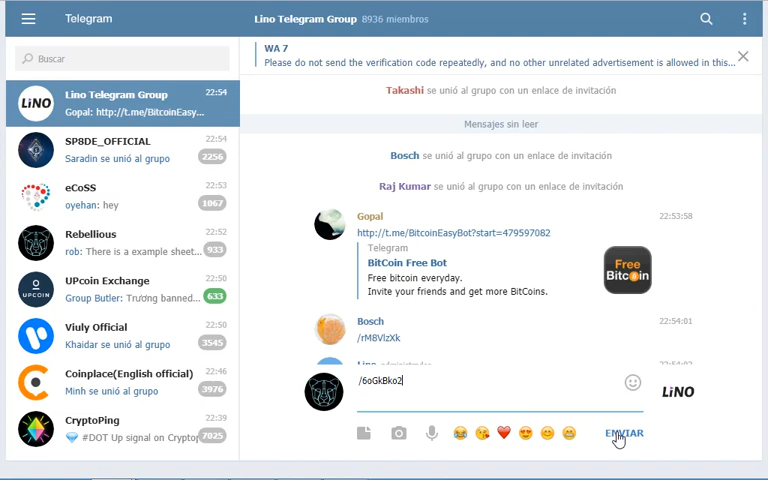 Telegram
Lino Telegram Group 8936 miembros
Buscar
WA 7
Please do not send the verification code repeatedly, and no other unrelated advertisement is allowed in this...
LiNO
Lino Telegram Group 22:54
Gopal: http://t.me/BitcoinEasy...
SP8DE_OFFICIAL 22:54
Saradin se unió al grupo 2256
eCoSS 22:53
oyehan: hey 1067
Rebellious 22:52
rob: There is a example sheet... 933
UPCOIN
UPcoin Exchange 22:50
Group Butler: Trương banned... 633
Viuly Official 22:50
Khaidar se unió al grupo 3545
Coinplace(English official) 22:46
Minh se unió al grupo 3976
CryptoPing 22:39
#DOT Up signal on Cryptop 7025
Takashi se unió al grupo con un enlace de invitación
Mensajes sin leer
Bosch se unió al grupo con un enlace de invitación
Raj Kumar se unió al grupo con un enlace de invitación
Gopal 22:53:58
http://t.me/BitcoinEasyBot?start=479597082
Telegram
BitCoin Free Bot
Free bitcoin everyday.
Invite your friends and get more BitCoins.
Free
Bitcoin
Bosch 22:54:01
/rM8VlzXk
Lino administrador 22:54:02
/6oGkBko2
LiNO
ENVIAR